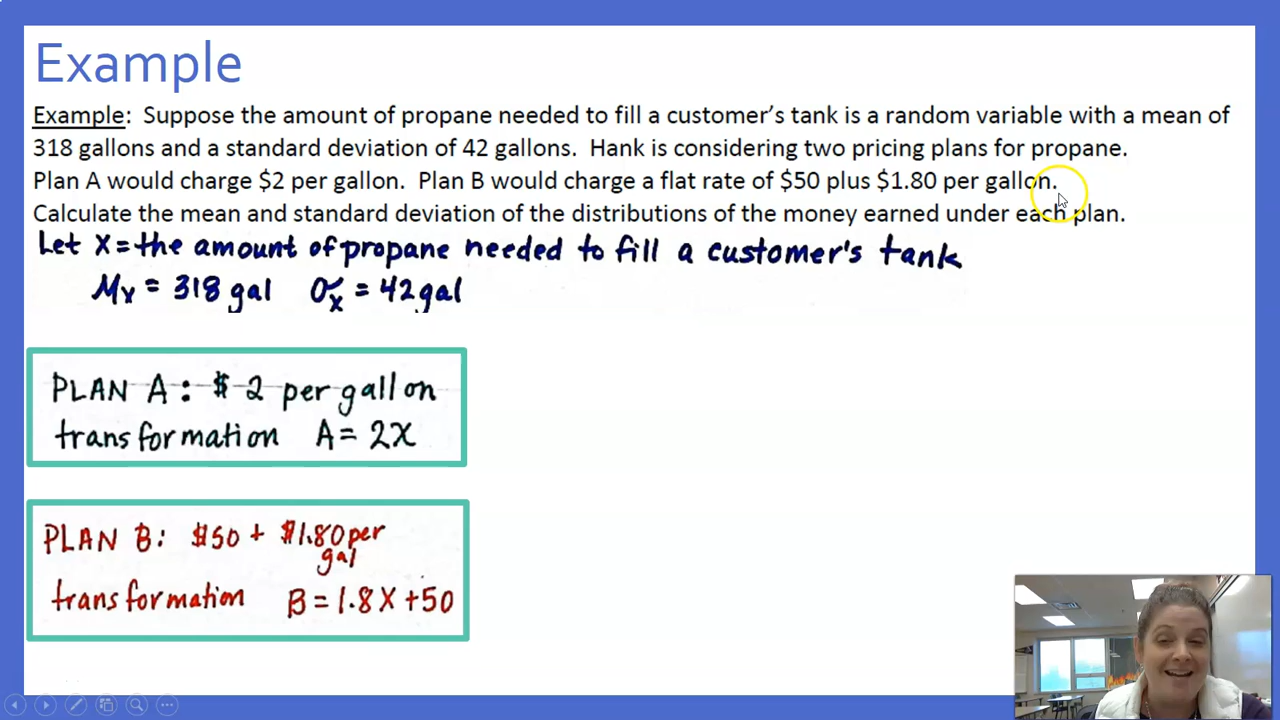 Example
Example:  Suppose the amount of propane needed to fill a customer’s tank is a random variable with a mean of
318 gallons and a standard deviation of 42 gallons.  Hank is considering two pricing plans for propane.
Plan A would charge $2 per gallon.  Plan B would charge a flat rate of $50 plus $1.80 per gallon.
Calculate the mean and standard deviation of the distributions of the money earned under each plan.
Let X = the amount of propane needed to fill a customer's tank
μx = 318 gal   σx = 42 gal
PLAN A: $2 per gallon
transformation   A = 2X
PLAN B: $50 + $1.80 per
gal
transformation   B = 1.8X + 50